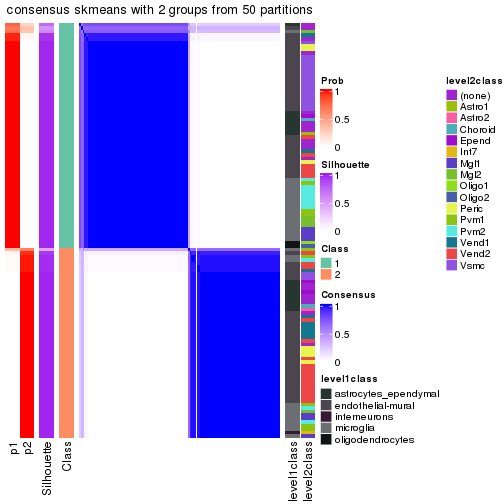 consensus skmeans with 2 groups from 50 partitions
Prob
1
0.5
0
Silhouette
1
0.5
0
Class
1
2
Consensus
1
0.5
0
level1class
astrocytes_ependymal
endothelial-mural
interneurons
microglia
oligodendrocytes
level2class
(none)
Astro1
Astro2
Choroid
Epend
Int7
Mgl1
Mgl2
Oligo1
Oligo2
Peric
Pvm1
Pvm2
Vend1
Vend2
Vsmc
p1
p2
Silhouette
Class
level1class
level2class